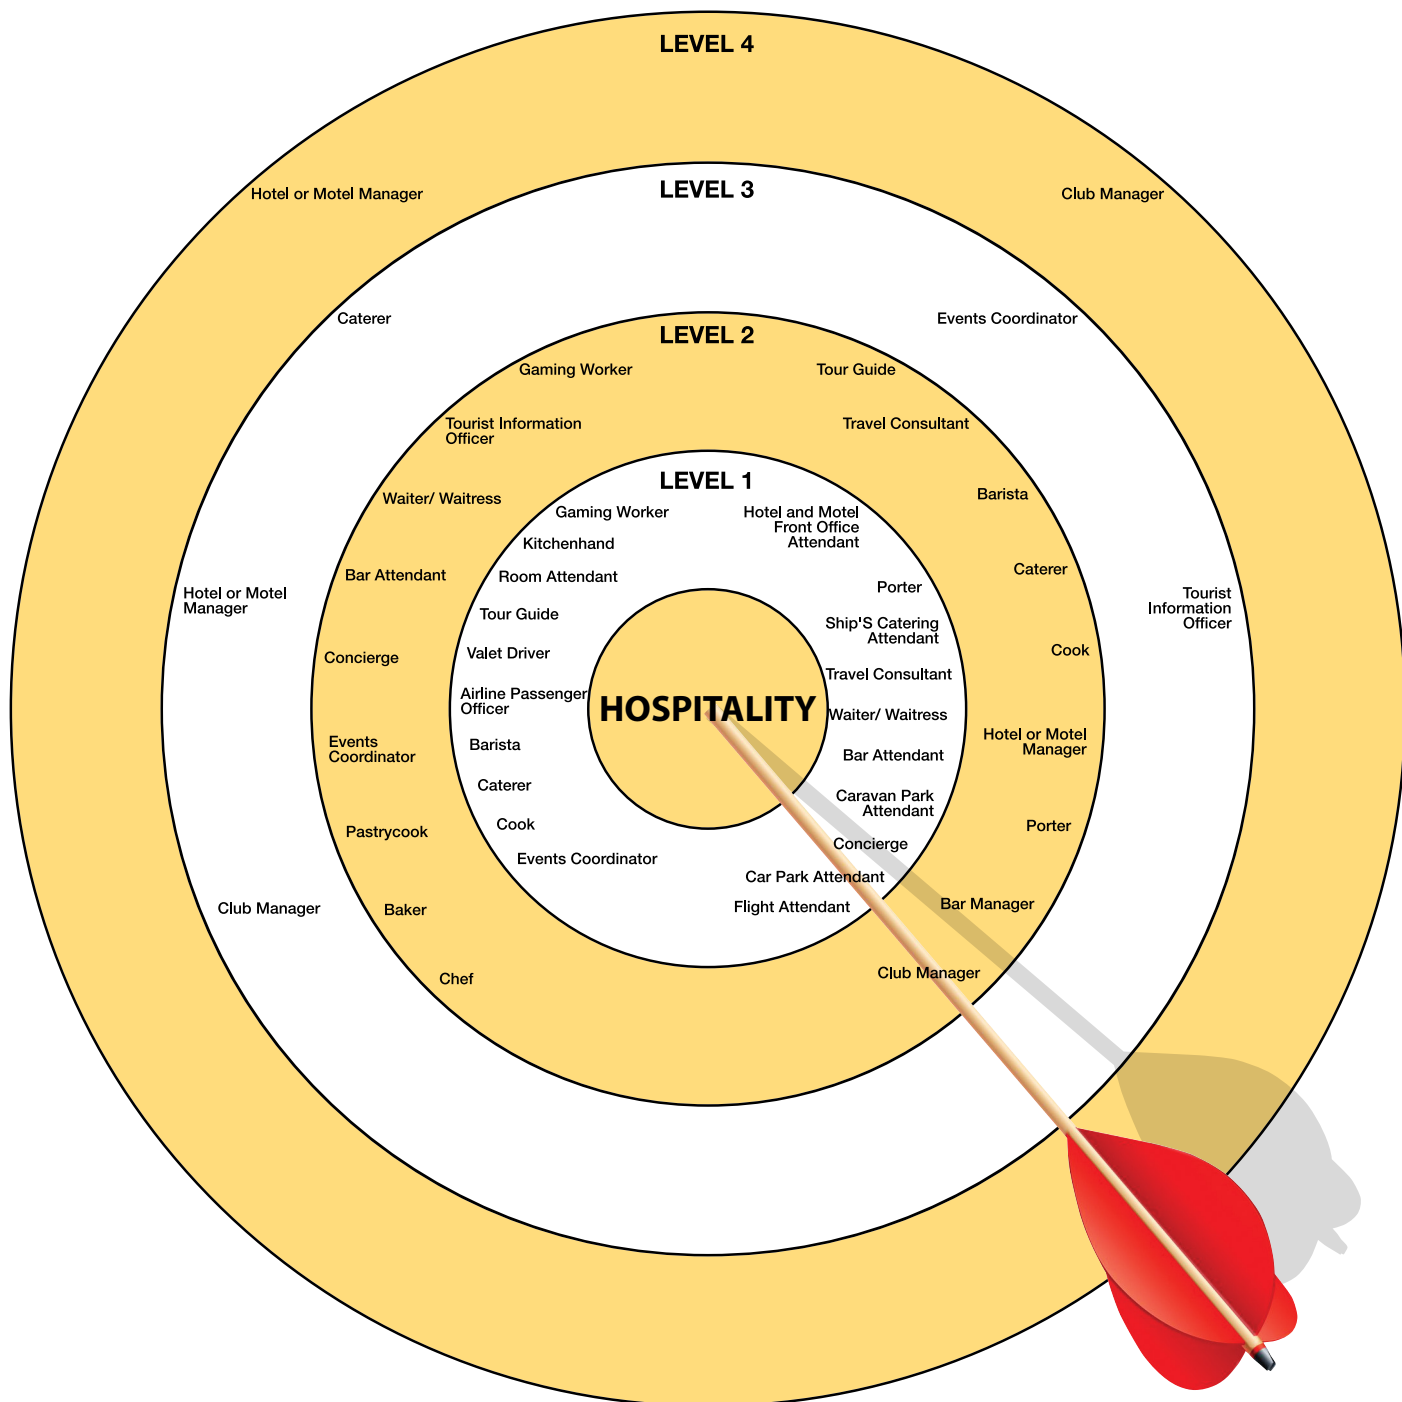 LEVEL 4
Hotel or Motel Manager
Club Manager
LEVEL 3
Caterer
Events Coordinator
Hotel or Motel
Manager
Tourist
Information
Officer
Club Manager
LEVEL 2
Gaming Worker
Tour Guide
Tourist Information
Officer
Travel Consultant
Waiter/ Waitress
Barista
Bar Attendant
Caterer
Concierge
Cook
Events
Coordinator
Hotel or Motel
Manager
Pastrycook
Porter
Baker
Bar Manager
Chef
Club Manager
LEVEL 1
Gaming Worker
Hotel and Motel
Front Office
Attendant
Kitchenhand
Room Attendant
Porter
Tour Guide
Ship'S Catering
Attendant
Valet Driver
Travel Consultant
Airline Passenger
Officer
Waiter/ Waitress
Barista
Bar Attendant
Caterer
Caravan Park
Attendant
Cook
Concierge
Events Coordinator
Car Park Attendant
Flight Attendant
HOSPITALITY